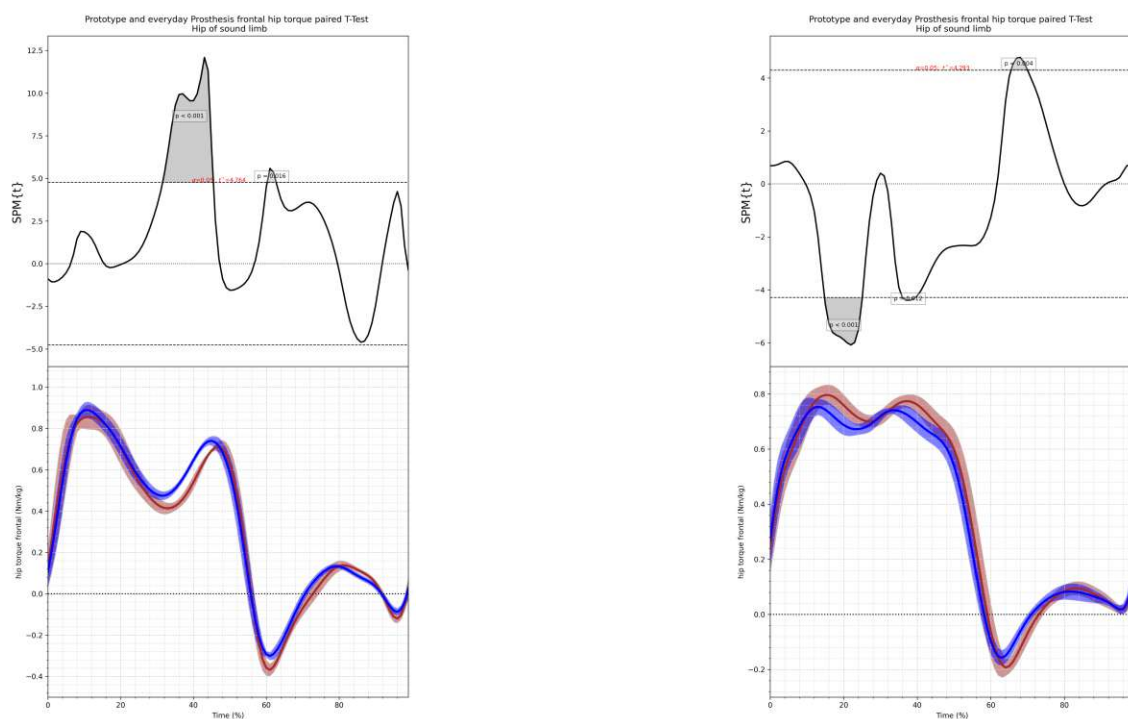 Prototype and everyday Prosthesis frontal hip torque paired T-Test
Hip of sound limb
12.5
10.0
7.5
5.0
2.5
0.0
−2.5
−5.0
SPM{t}
p < 0.001
α<0.05, t*=4.764
p = 0.016
1.0
0.8
0.6
0.4
0.2
0.0
−0.2
−0.4
hip torque frontal (Nm/kg)
0
20
40
60
80
Time (%)
Prototype and everyday Prosthesis frontal hip torque paired T-Test
Hip of sound limb
4
2
0
−2
−4
−6
SPM{t}
p = 0.004
p = 0.012
p < 0.001
0.8
0.6
0.4
0.2
0.0
−0.2
hip torque frontal (Nm/kg)
0
20
40
60
80
Time (%)